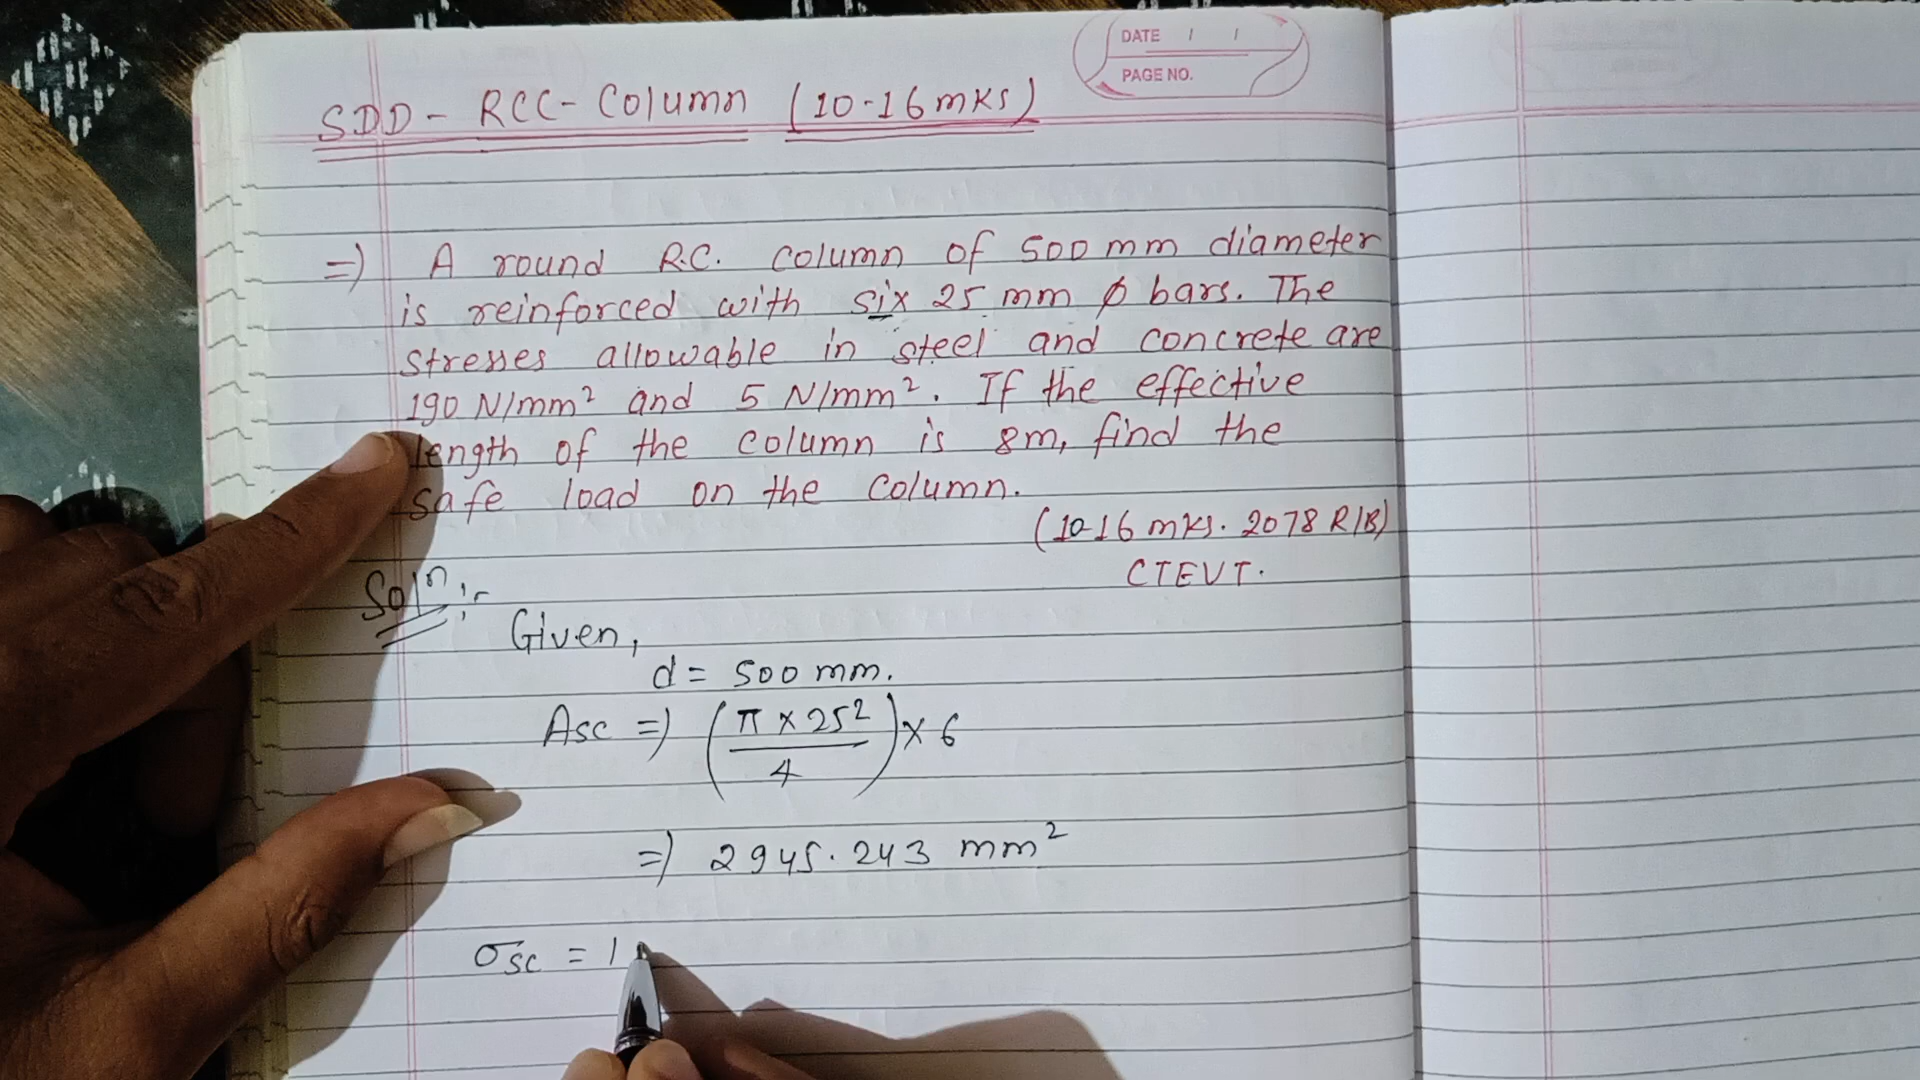 DATE / /
PAGE NO.
SDD - RCC - Column (10-16 mks)
=) A round R.C. column of 500 mm diameter
is reinforced with six 25 mm ϕ bars. The
stresses allowable in steel and concrete are
190 N/mm² and 5 N/mm². If the effective
length of the column is 8m, find the
safe load on the column.
(10-16 mks. 2078 R/B)
CTEVT.
Soln:-
Given,
d = 500 mm.
Asc =) (π × 25² / 4) × 6
=) 2945.243 mm²
σsc = 1